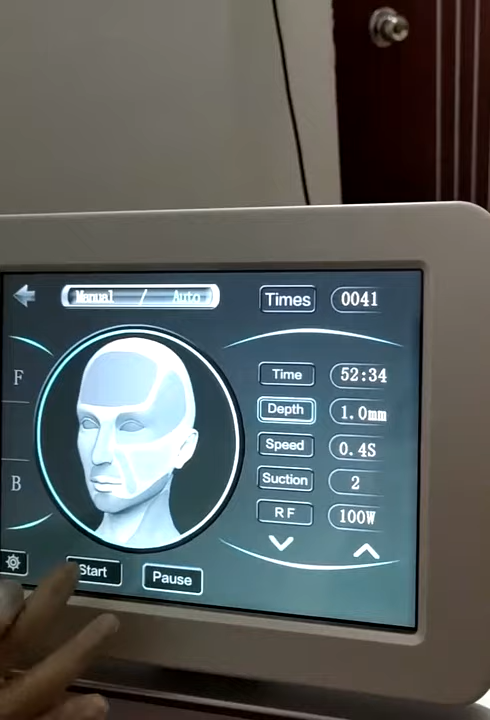 Manual / Auto
Times 0041
F
Time 52:34
Depth 1.0mm
Speed 0.4S
B
Suction 2
RF 100W
Start
Pause